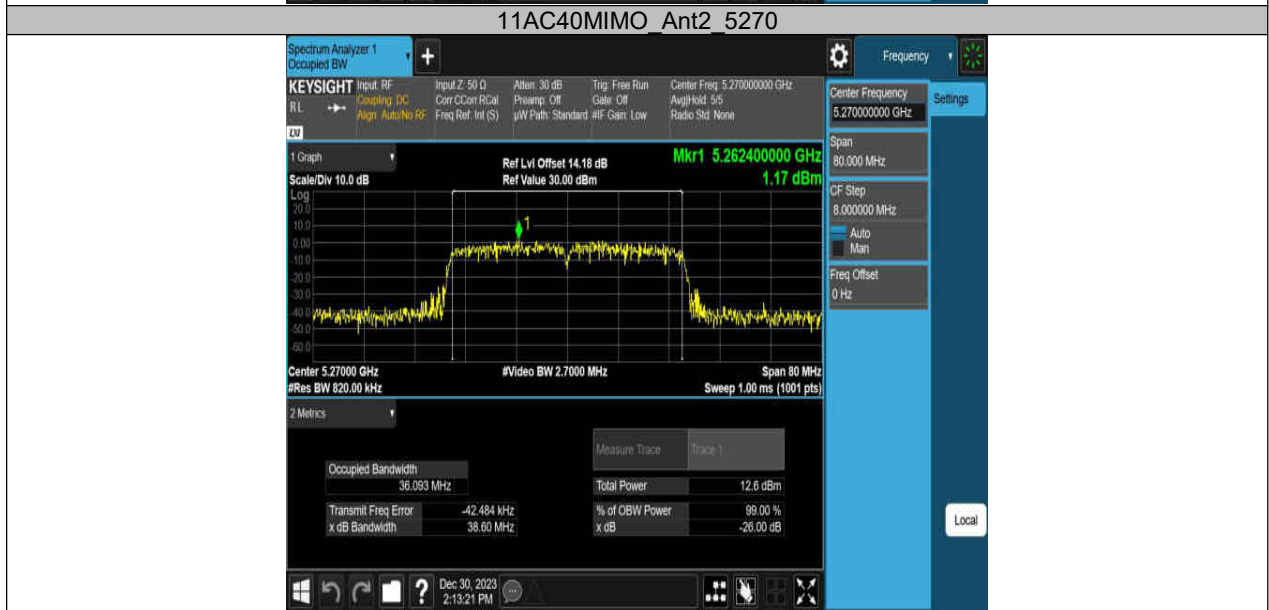 11AC40MIMO_Ant2_5270
Spectrum Analyzer 1
Occupied BW
+
Frequency
KEYSIGHT
RL
LXI
Input: RF
Coupling: DC
Align: Auto/No RF
Input Z: 50 Ω
Corr CCorr RCal
Freq Ref: Int (S)
Atten: 30 dB
Preamp: Off
µW Path: Standard
Trig: Free Run
Gate: Off
#IF Gain: Low
Center Freq: 5.270000000 GHz
Avg|Hold: 5/5
Radio Std: None
Center Frequency
5.270000000 GHz
Settings
Span
80.000 MHz
CF Step
8.000000 MHz
Auto
Man
Freq Offset
0 Hz
1 Graph
Scale/Div 10.0 dB
Ref Lvl Offset 14.18 dB
Ref Value 30.00 dBm
Mkr1 5.262400000 GHz
1.17 dBm
Log
20.0
10.0
0.00
-10.0
-20.0
-30.0
-40.0
-50.0
-60.0
1
Center 5.27000 GHz
#Res BW 820.00 kHz
#Video BW 2.7000 MHz
Span 80 MHz
Sweep 1.00 ms (1001 pts)
2 Metrics
Measure Trace Trace 1
Occupied Bandwidth
36.093 MHz
Total Power 12.6 dBm
Transmit Freq Error -42.484 kHz
% of OBW Power 99.00 %
x dB Bandwidth 38.60 MHz
x dB -26.00 dB
Local
?
Dec 30, 2023
2:13:21 PM